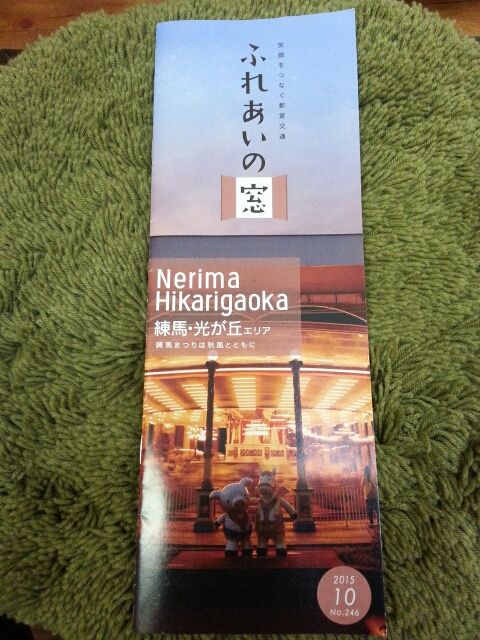 笑顔をつなぐ都営交通
ふれあいの窓
Nerima
Hikarigaoka
練馬・光が丘エリア
練馬まつりは秋風とともに
2015
10
No.246